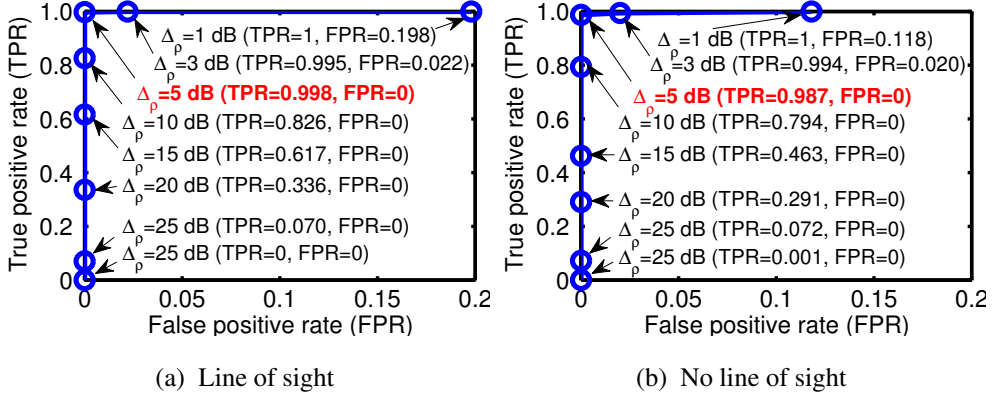 True positive rate (TPR)
1.0
0.8
0.6
0.4
0.2
0
Δρ=1 dB (TPR=1, FPR=0.198)
Δρ=3 dB (TPR=0.995, FPR=0.022)
Δρ=5 dB (TPR=0.998, FPR=0)
Δρ=10 dB (TPR=0.826, FPR=0)
Δρ=15 dB (TPR=0.617, FPR=0)
Δρ=20 dB (TPR=0.336, FPR=0)
Δρ=25 dB (TPR=0.070, FPR=0)
Δρ=25 dB (TPR=0, FPR=0)
0 0.05 0.1 0.15 0.2
False positive rate (FPR)
(a) Line of sight
True positive rate (TPR)
1.0
0.8
0.6
0.4
0.2
0
Δρ=1 dB (TPR=1, FPR=0.118)
Δρ=3 dB (TPR=0.994, FPR=0.020)
Δρ=5 dB (TPR=0.987, FPR=0)
Δρ=10 dB (TPR=0.794, FPR=0)
Δρ=15 dB (TPR=0.463, FPR=0)
Δρ=20 dB (TPR=0.291, FPR=0)
Δρ=25 dB (TPR=0.072, FPR=0)
Δρ=25 dB (TPR=0.001, FPR=0)
0 0.05 0.1 0.15 0.2
False positive rate (FPR)
(b) No line of sight